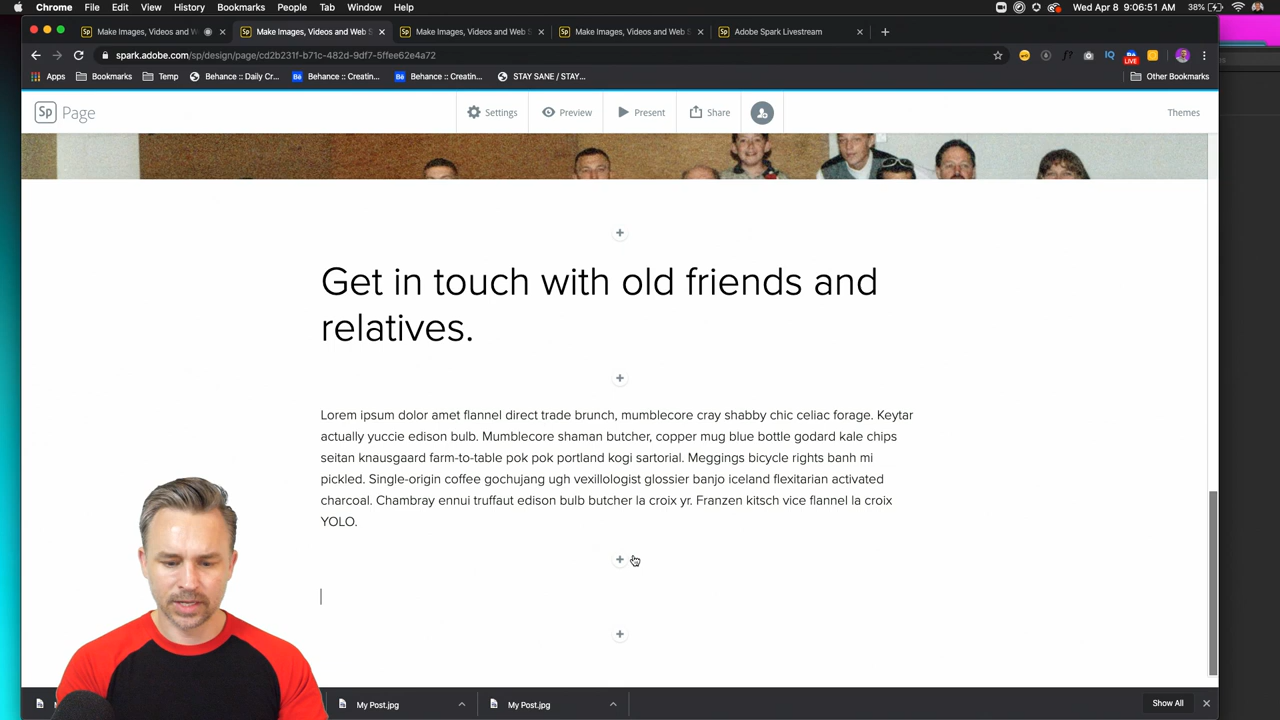 Chrome File Edit View History Bookmarks People Tab Window Help 38% Wed Apr 8 9:06:51 AM
Make Images, Videos and W Make Images, Videos and Web S Make Images, Videos and Web S Make Images, Videos and Web S Adobe Spark Livestream
spark.adobe.com/sp/design/page/cd2b231f-b71c-482d-9df7-5ffee62e4a72
Apps Bookmarks Temp Behance :: Daily Cr... Behance :: Creatin... Behance :: Creatin... STAY SANE / STAY... LIVE Other Bookmarks
Sp Page Settings Preview Present Share Themes
Get in touch with old friends and
relatives.
Lorem ipsum dolor amet flannel direct trade brunch, mumblecore cray shabby chic celiac forage. Keytar
actually yuccie edison bulb. Mumblecore shaman butcher, copper mug blue bottle godard kale chips
seitan knausgaard farm-to-table pok pok portland kogi sartorial. Meggings bicycle rights banh mi
pickled. Single-origin coffee gochujang ugh vexillologist glossier banjo iceland flexitarian activated
charcoal. Chambray ennui truffaut edison bulb butcher la croix yr. Franzen kitsch vice flannel la croix
YOLO.
My Post.jpg My Post.jpg Show All